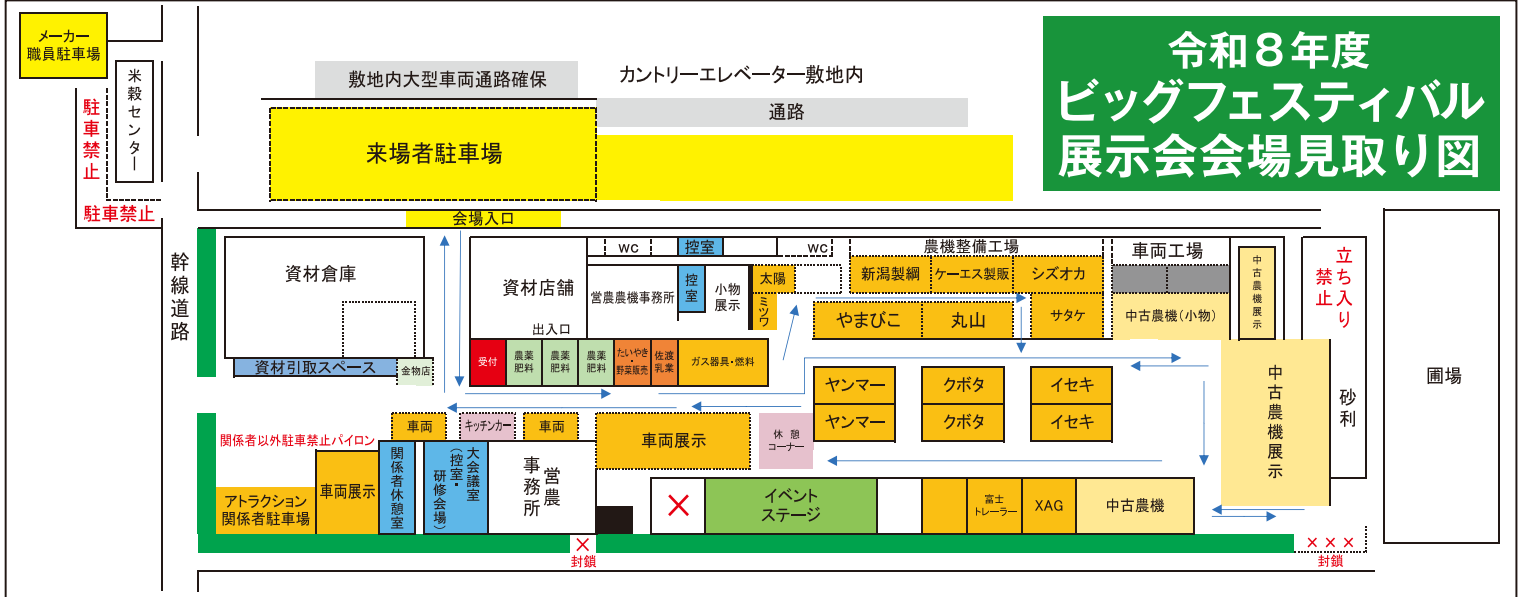 令和８年度
ビッグフェスティバル
展示会会場見取り図
メーカー
職員駐車場
米穀センター
駐車禁止
駐車禁止
敷地内大型車両通路確保
カントリーエレベーター敷地内
通路
来場者駐車場
会場入口
幹線道路
資材倉庫
資材引取スペース
金物店
資材店舗
出入口
WC
控室
WC
営農農機事務所
控室
小物
展示
太陽
ミツワ
農機整備工場
新潟製綱
ケーエス製販
シズオカ
やまびこ
丸山
サタケ
車両工場
中古農機(小物)
中古農機展示
立ち入り
禁止
受付
農薬
肥料
農薬
肥料
農薬
肥料
たいやき
・
野菜販売
佐渡
乳業
ガス器具・燃料
ヤンマー
クボタ
イセキ
ヤンマー
クボタ
イセキ
中古農機展示
砂利
圃場
関係者以外駐車禁止パイロン
車両
キッチンカー
車両
車両展示
休憩
コーナー
アトラクション
関係者駐車場
車両展示
関係者休憩室
大会議室
(控室・
研修会場)
営農
事務所
×
イベント
ステージ
富士
トレーラー
XAG
中古農機
×
封鎖
×××
封鎖